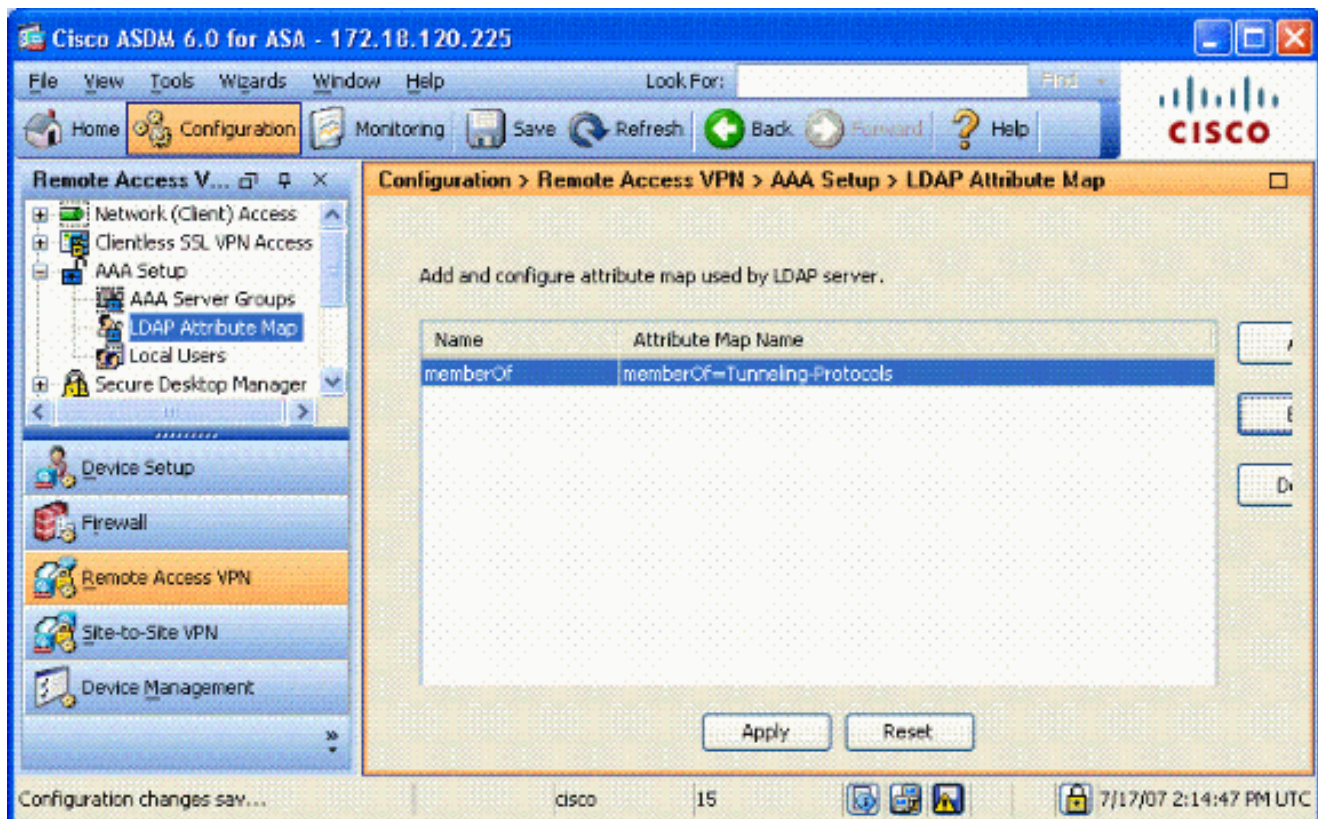 Cisco ASDM 6.0 for ASA - 172.18.120.225
File View Tools Wizards Window Help Look For: Find
Home Configuration Monitoring Save Refresh Back Forward Help
CISCO
Remote Access V...
Configuration > Remote Access VPN > AAA Setup > LDAP Attribute Map
Network (Client) Access
Clientless SSL VPN Access
AAA Setup
AAA Server Groups
LDAP Attribute Map
Local Users
Secure Desktop Manager
Add and configure attribute map used by LDAP server.
Name Attribute Map Name
memberOf memberOf=Tunneling-Protocols
Device Setup
Firewall
Remote Access VPN
Site-to-Site VPN
Device Management
Apply Reset
Configuration changes sav... cisco 15 7/17/07 2:14:47 PM UTC